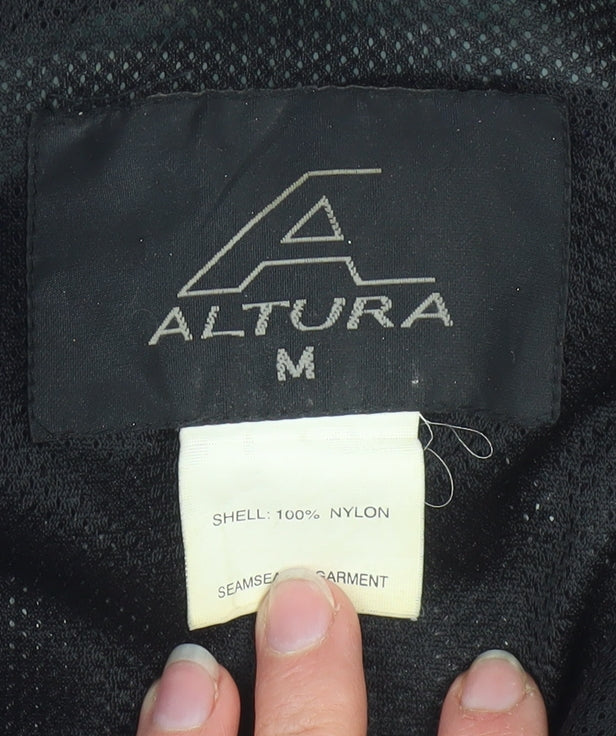 ALTURA
M
SHELL: 100% NYLON
GARMENT